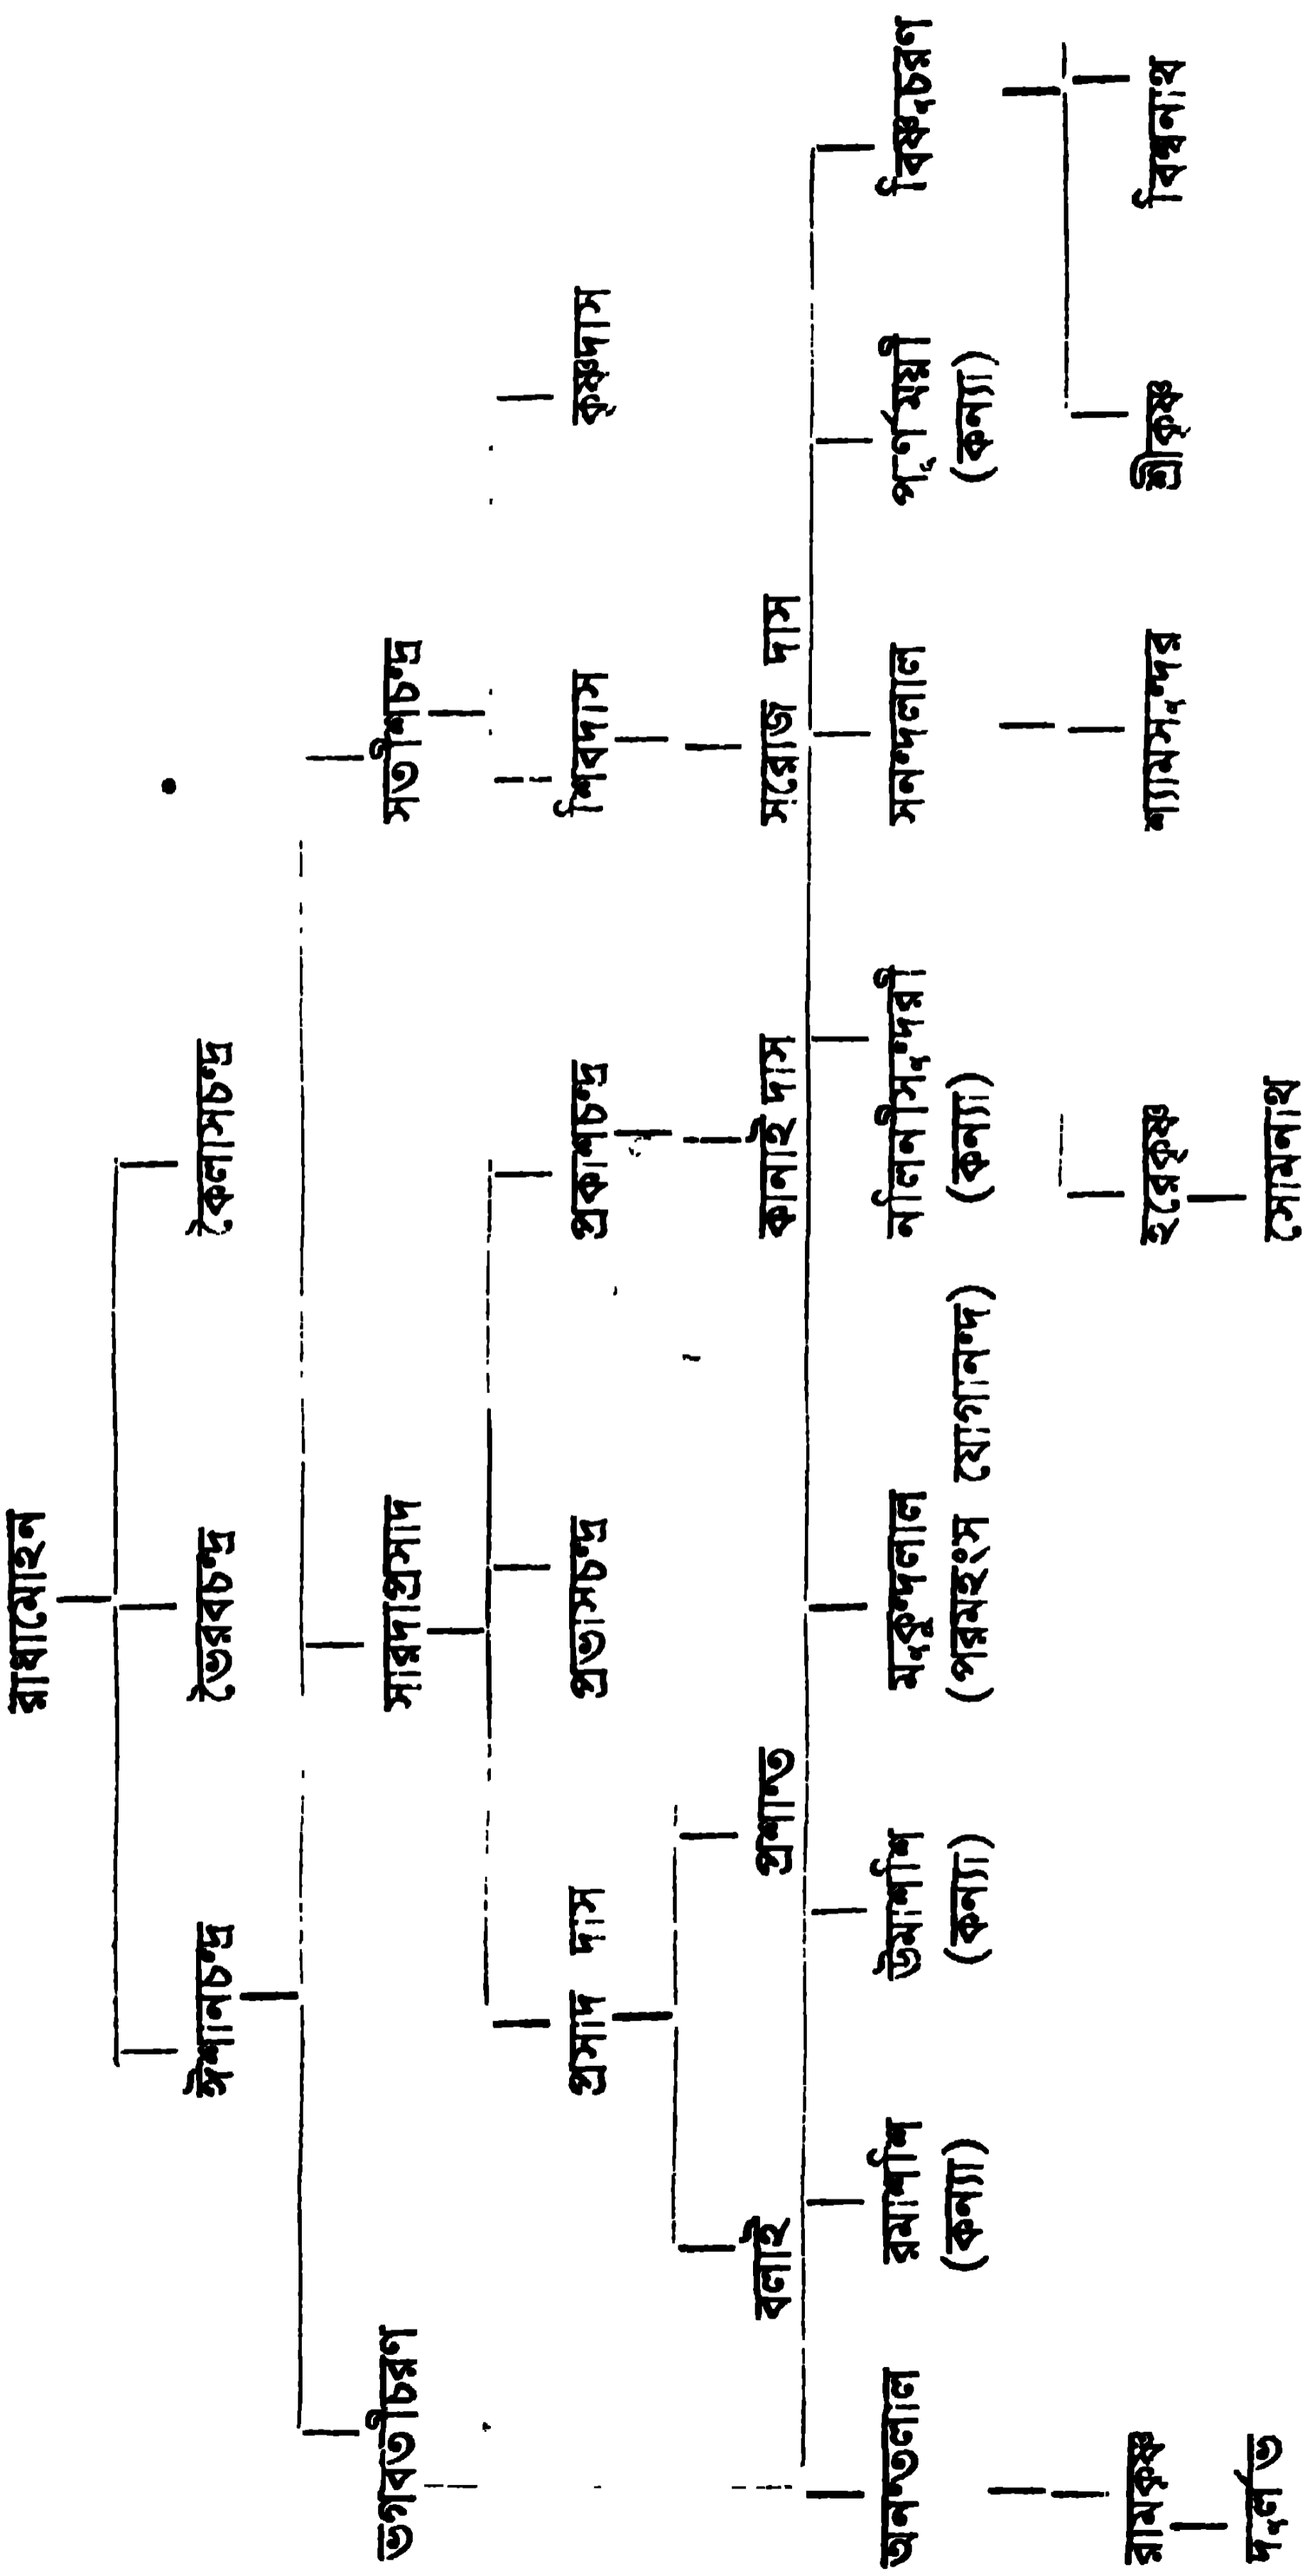 রাধামোহন
ঈশানচন্দ্র ভৈরবচন্দ্র কৈলাসচন্দ্র
ভগবতীচরণ সারদাপ্রসাদ সতীশচন্দ্র
প্রসাদ দাস প্রভাসচন্দ্র প্রকাশচন্দ্র শিবদাস কৃষ্ণদাস
বলাই প্রশান্ত কানাই দাস সরোজ দাস
অনন্তলাল রমাশশি উমাশশি মুকুন্দলাল নলিনীসুন্দরী সনন্দলাল পূর্ণময়ী বিষ্ণুচরণ
(কন্যা) (কন্যা) (পরমহংস যোগানন্দ) (কন্যা) (কন্যা)
রামকৃষ্ণ হরেকৃষ্ণ শ্যামসুন্দর শ্রীকৃষ্ণ বিশ্বনাথ
দুর্লভ সোমনাথ